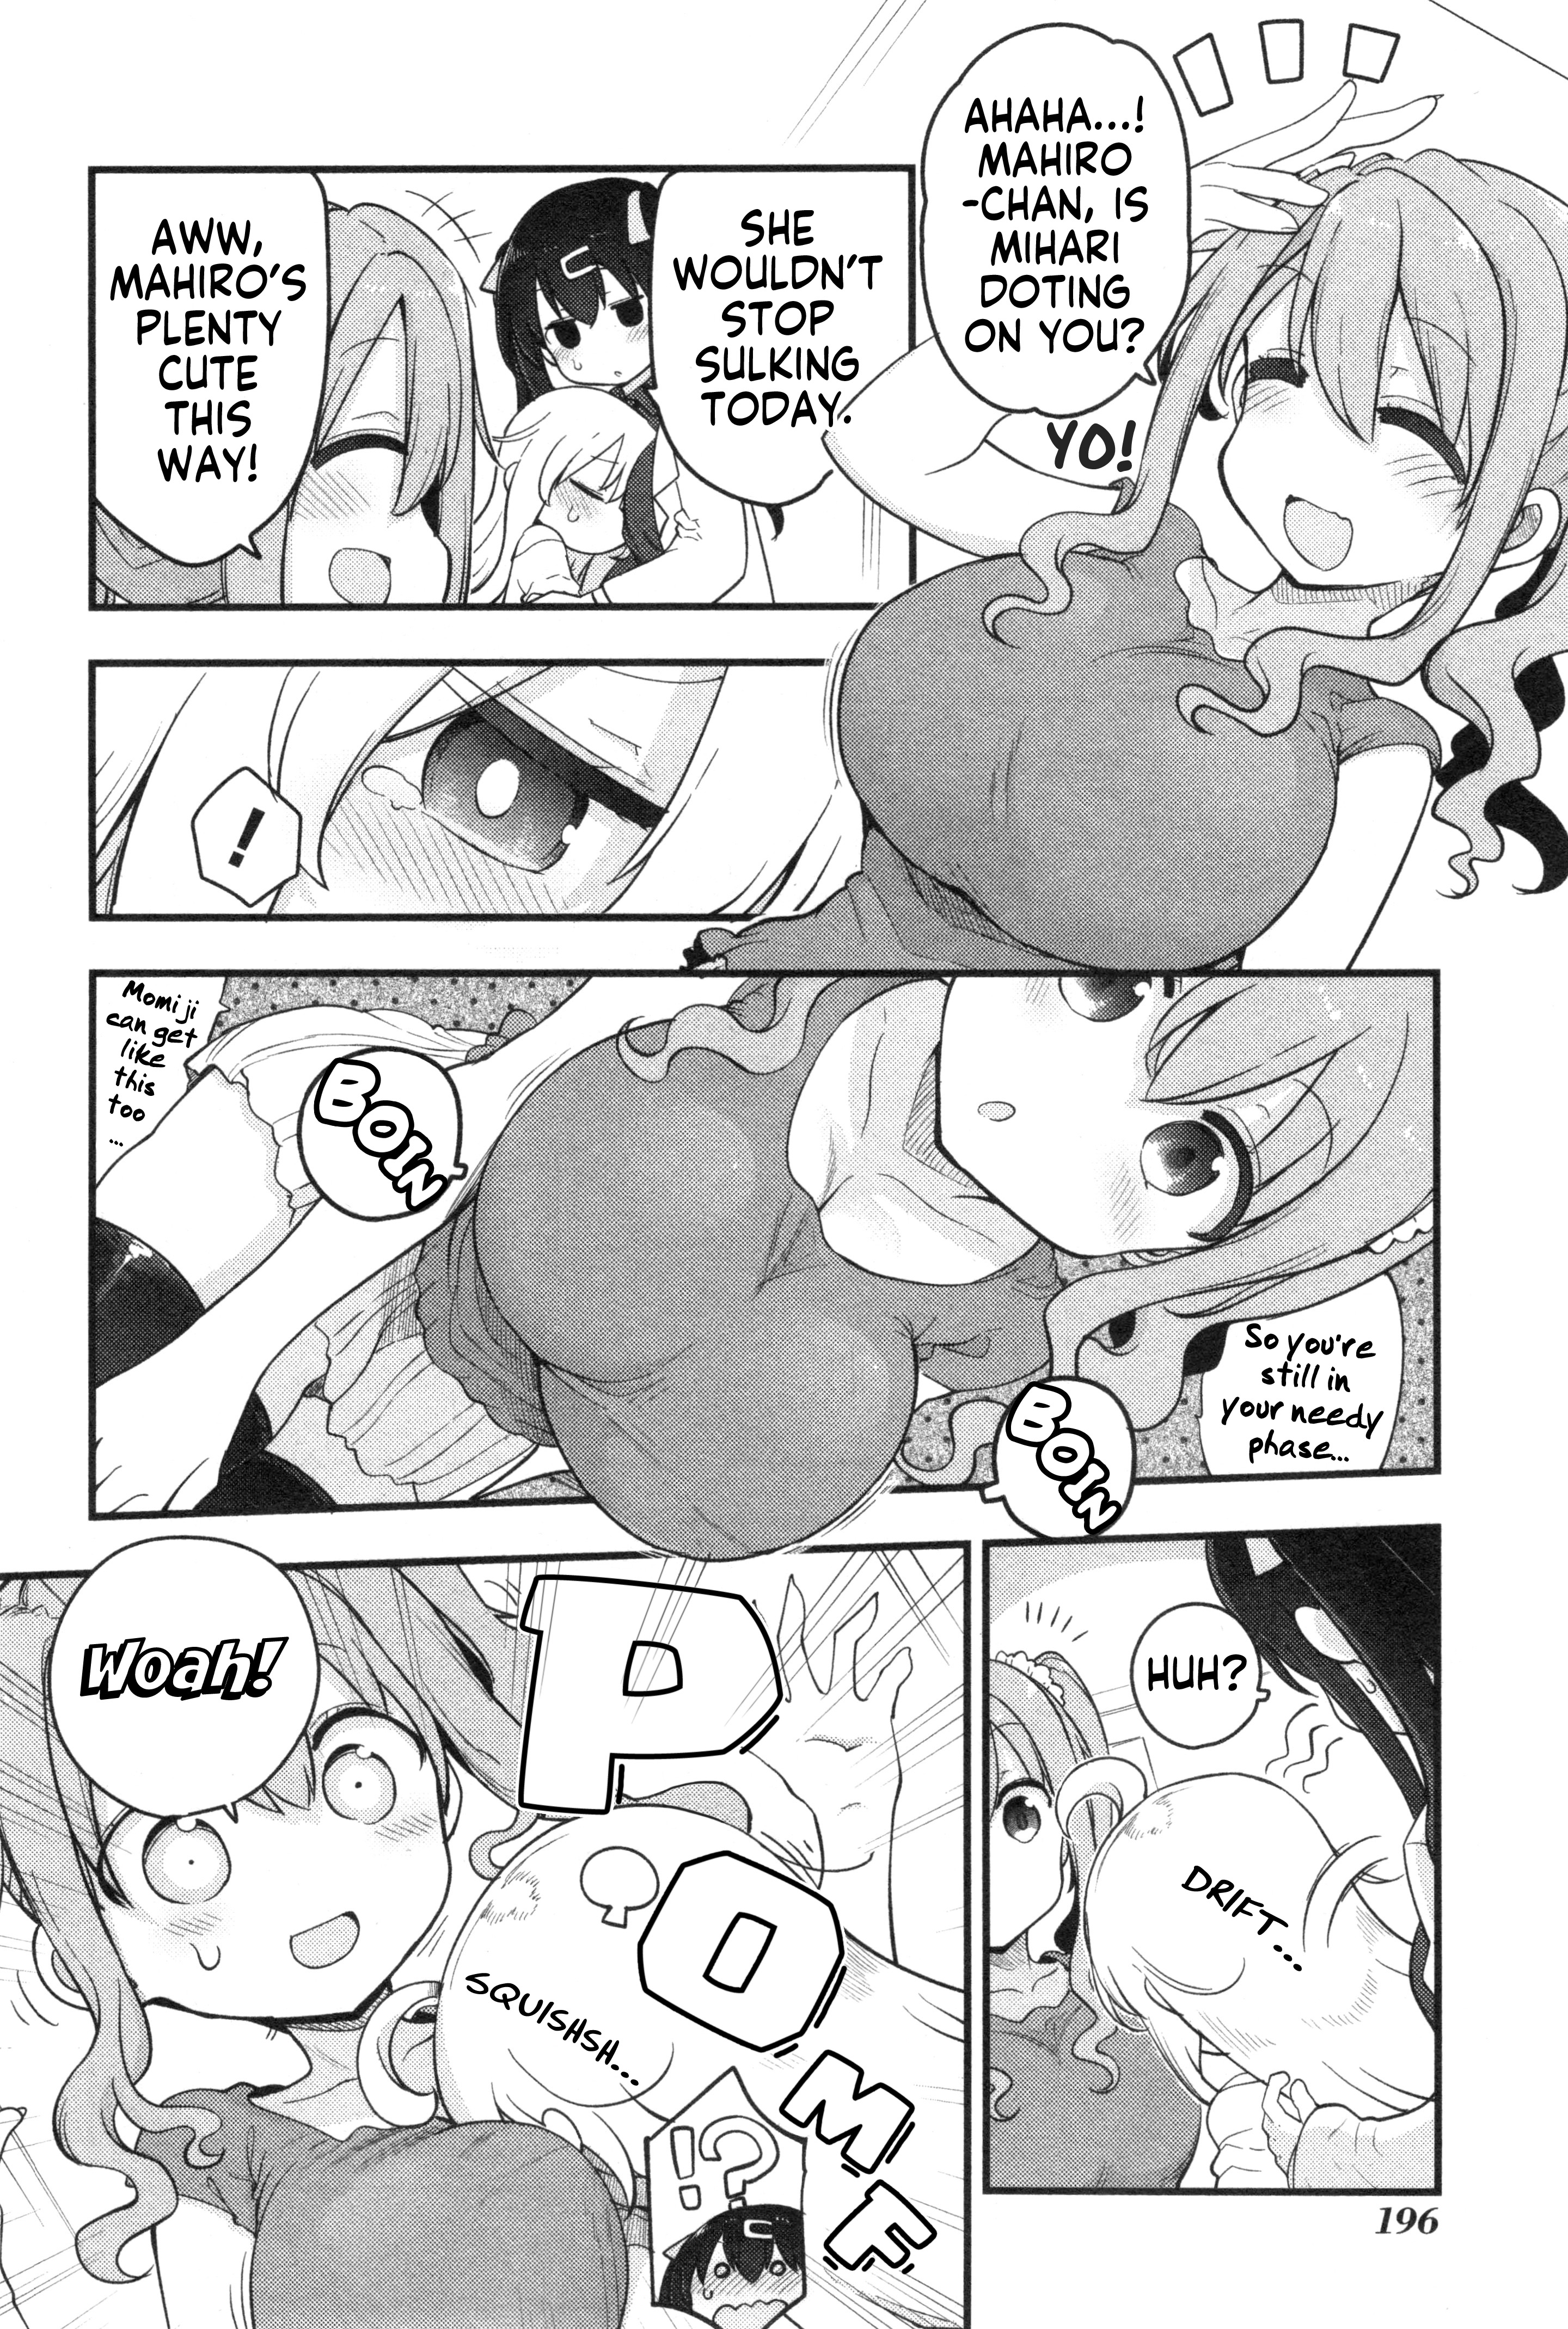 AHAHA...!
MAHIRO
-CHAN, IS
MIHARI
DOTING
ON YOU?
YO!
SHE
WOULDN'T
STOP
SULKING
TODAY.
AWW,
MAHIRO'S
PLENTY
CUTE
THIS
WAY!
!
So you're
still in
your needy
phase...
BOIN
BOIN
Momiji
can get
like
this
too
...
HUH?
DRIFT...
POMF
Woah!
SQUISHSH...
!?
196